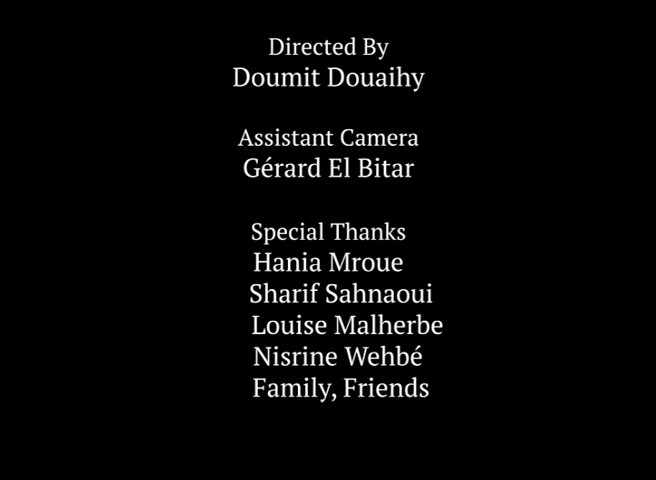 Directed By
Doumit Douaihy
Assistant Camera
Gérard El Bitar
Special Thanks
Hania Mroue
Sharif Sahnaoui
Louise Malherbe
Nisrine Wehbé
Family, Friends